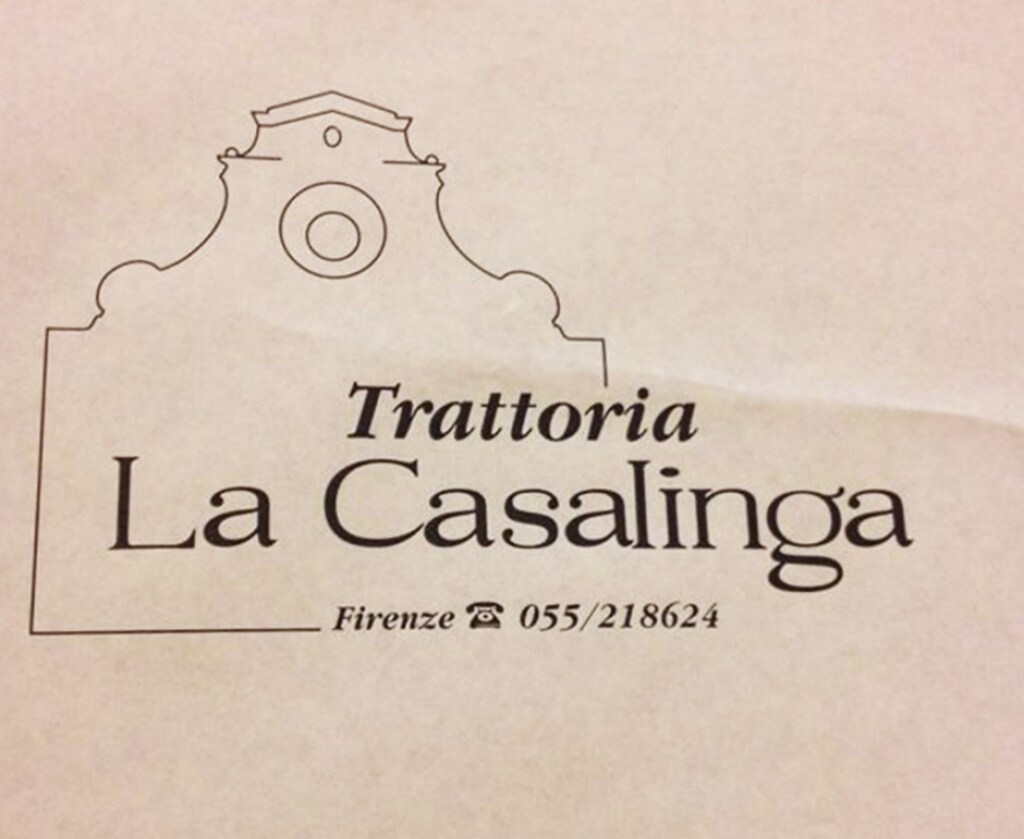 Trattoria
La Casalinga
Firenze ☎ 055/218624